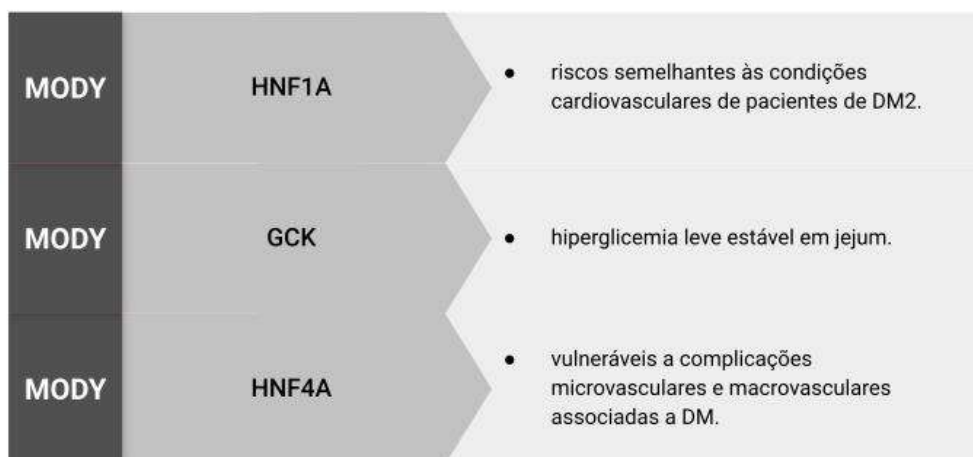 MODY
HNF1A
● riscos semelhantes às condições
cardiovasculares de pacientes de DM2.
MODY
GCK
● hiperglicemia leve estável em jejum.
MODY
HNF4A
● vulneráveis a complicações
microvasculares e macrovasculares
associadas a DM.